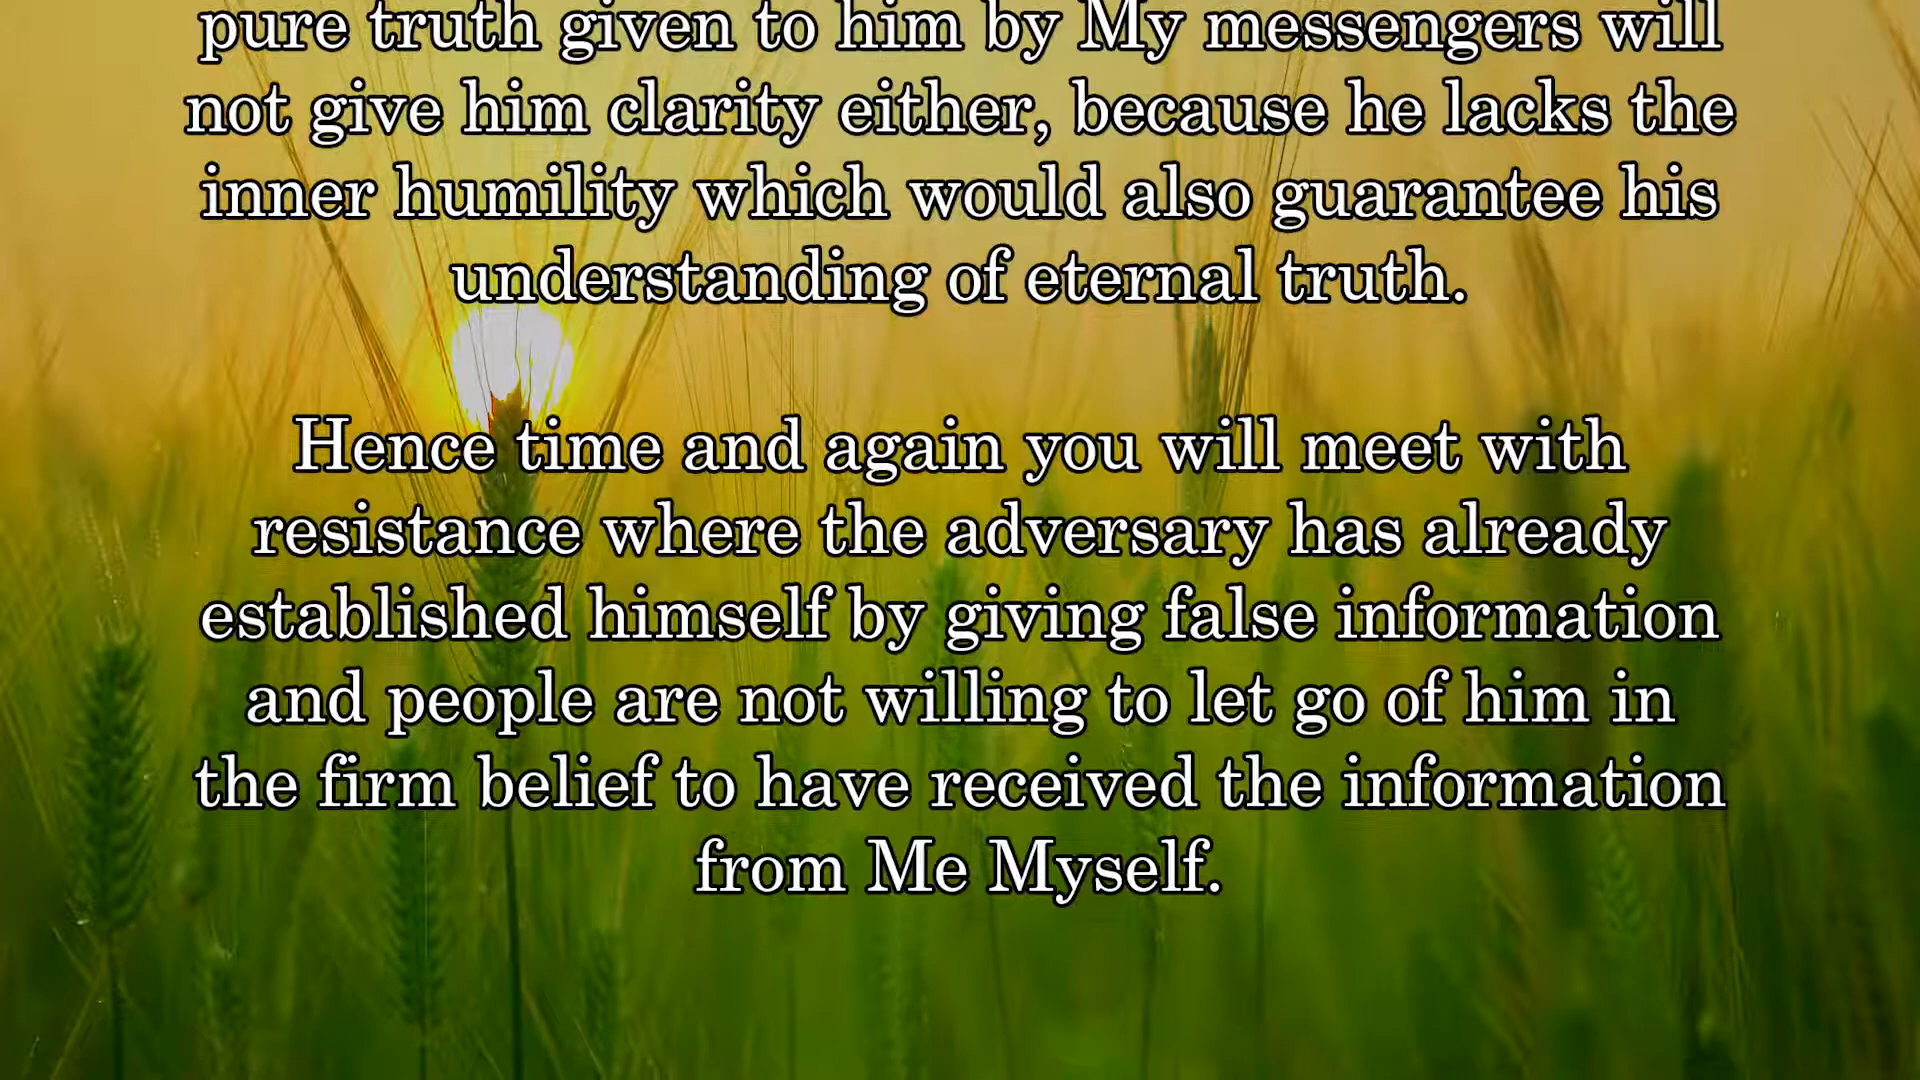 pure truth given to him by My messengers will
not give him clarity either, because he lacks the
inner humility which would also guarantee his
understanding of eternal truth.
Hence time and again you will meet with
resistance where the adversary has already
established himself by giving false information
and people are not willing to let go of him in
the firm belief to have received the information
from Me Myself.